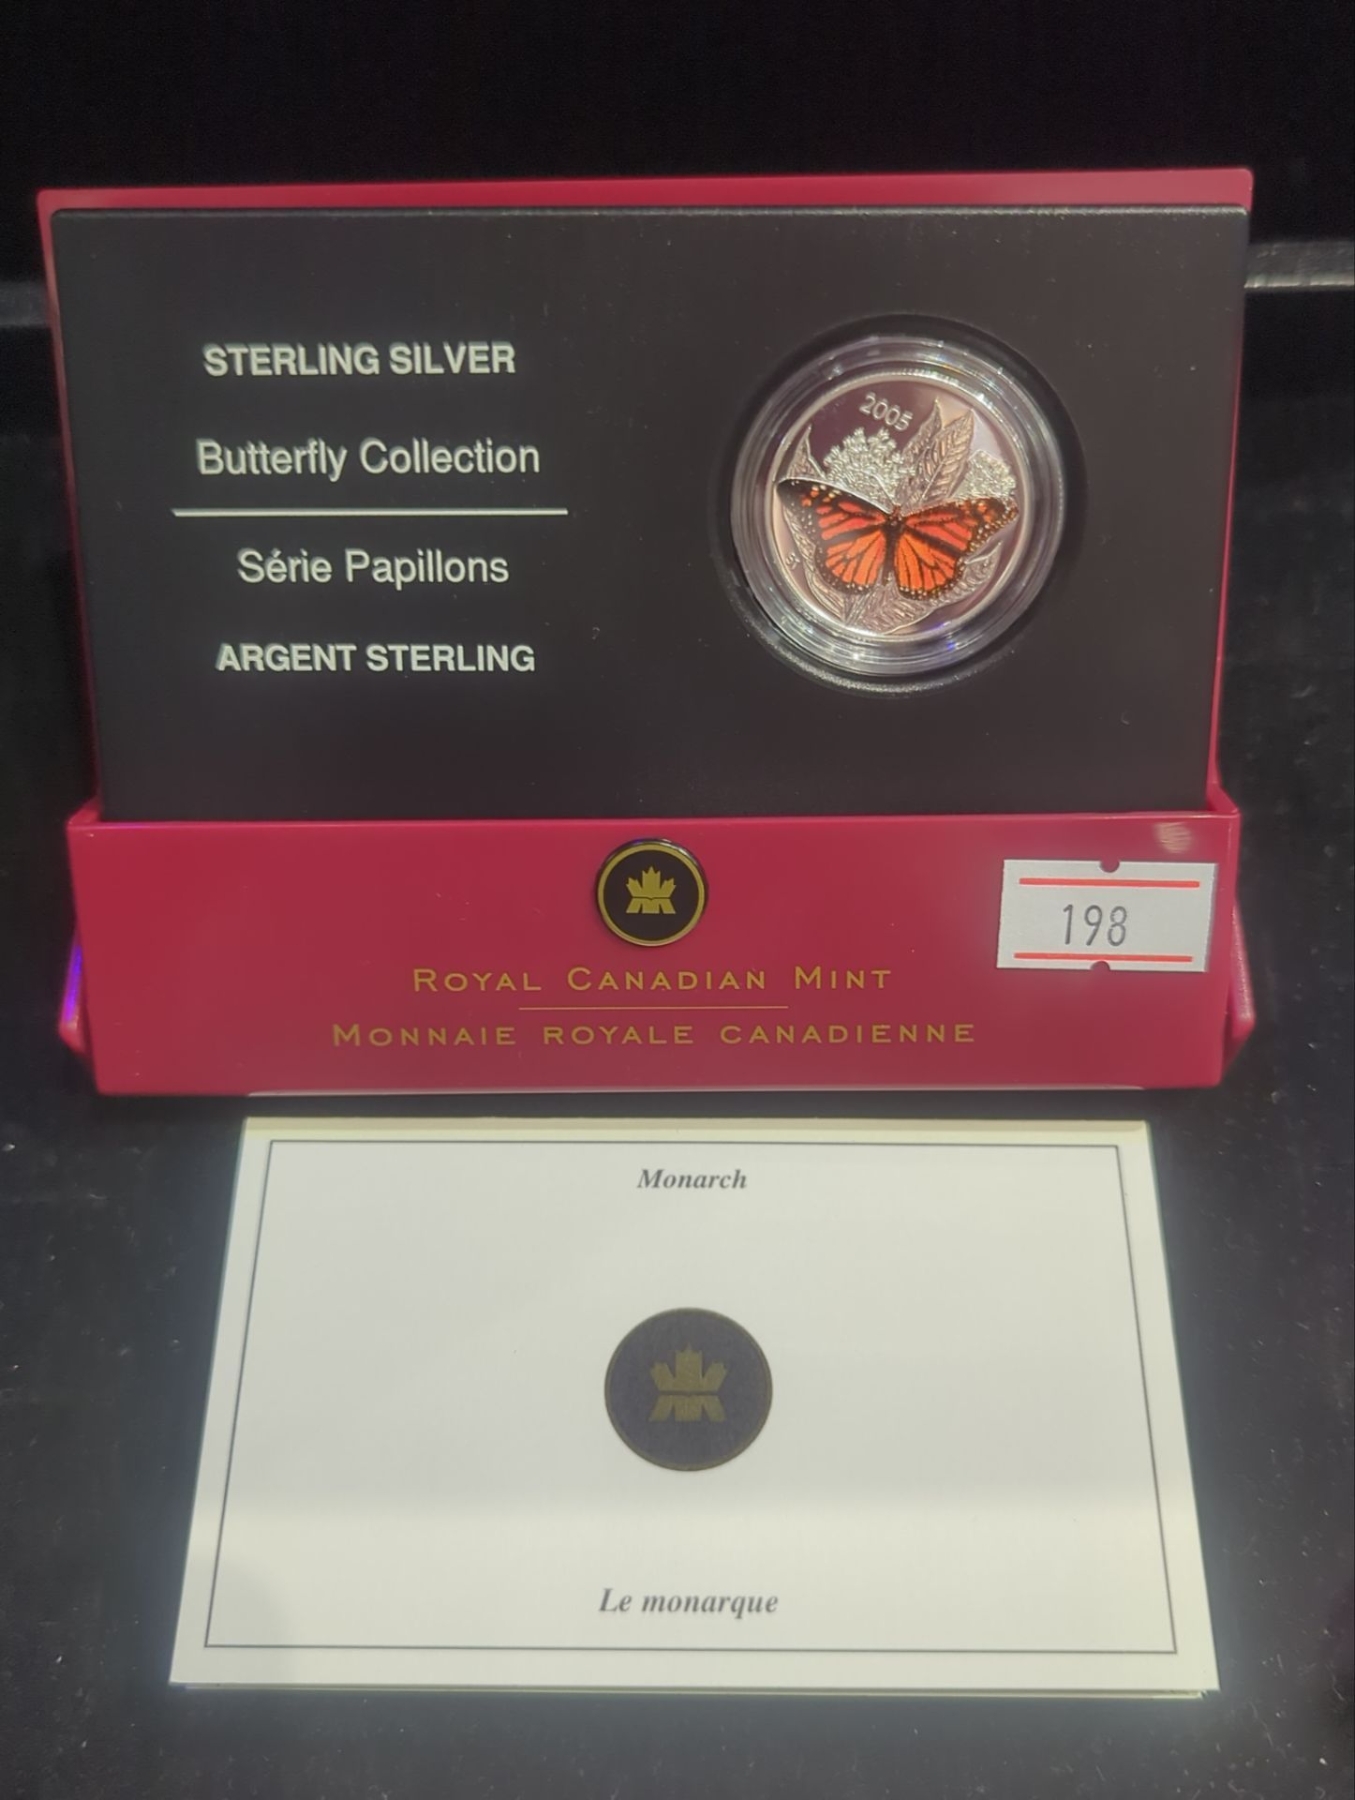 STERLING SILVER
Butterfly Collection
Série Papillons
ARGENT STERLING
2005
198
ROYAL CANADIAN MINT
MONNAIE ROYALE CANADIENNE
Monarch
Le monarque